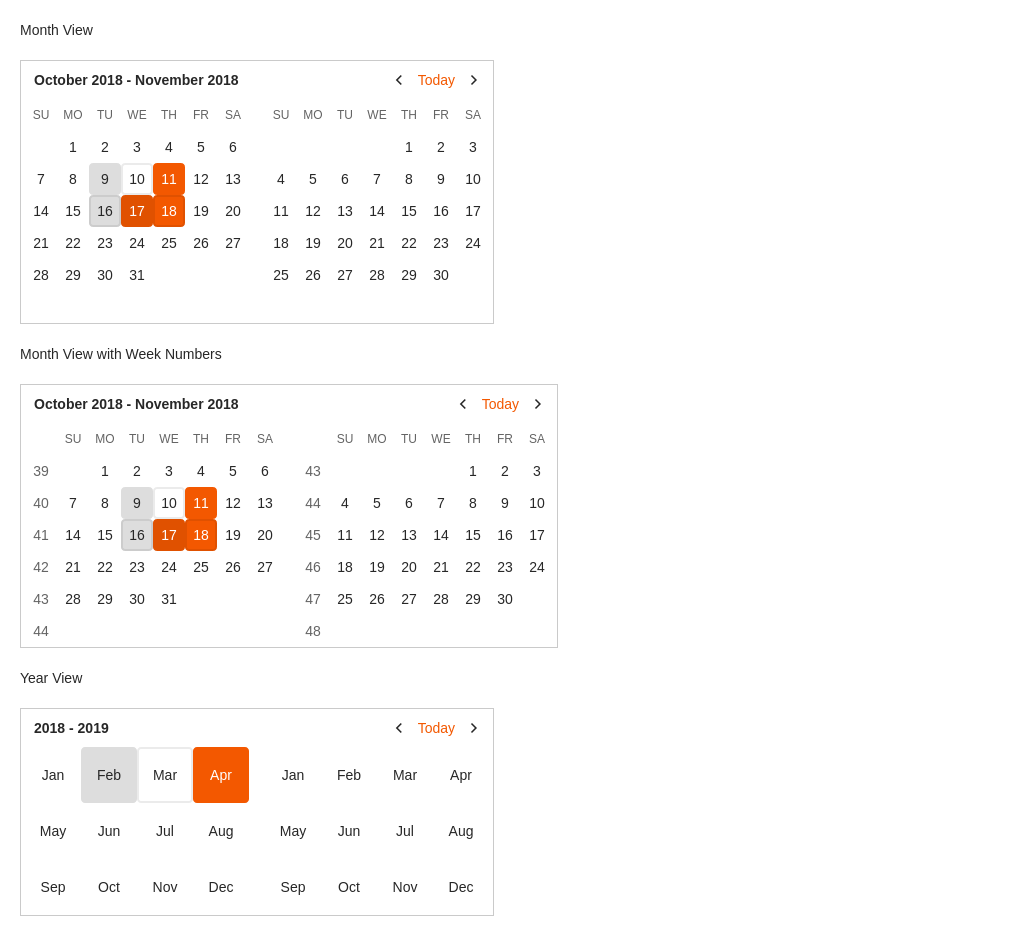 Month View
October 2018 - November 2018 Today
SU MO TU WE TH FR SA SU MO TU WE TH FR SA
1 2 3 4 5 6 1 2 3
7 8 9 10 11 12 13 4 5 6 7 8 9 10
14 15 16 17 18 19 20 11 12 13 14 15 16 17
21 22 23 24 25 26 27 18 19 20 21 22 23 24
28 29 30 31 25 26 27 28 29 30
Month View with Week Numbers
October 2018 - November 2018 Today
SU MO TU WE TH FR SA SU MO TU WE TH FR SA
39 1 2 3 4 5 6 43 1 2 3
40 7 8 9 10 11 12 13 44 4 5 6 7 8 9 10
41 14 15 16 17 18 19 20 45 11 12 13 14 15 16 17
42 21 22 23 24 25 26 27 46 18 19 20 21 22 23 24
43 28 29 30 31 47 25 26 27 28 29 30
44 48
Year View
2018 - 2019 Today
Jan Feb Mar Apr Jan Feb Mar Apr
May Jun Jul Aug May Jun Jul Aug
Sep Oct Nov Dec Sep Oct Nov Dec